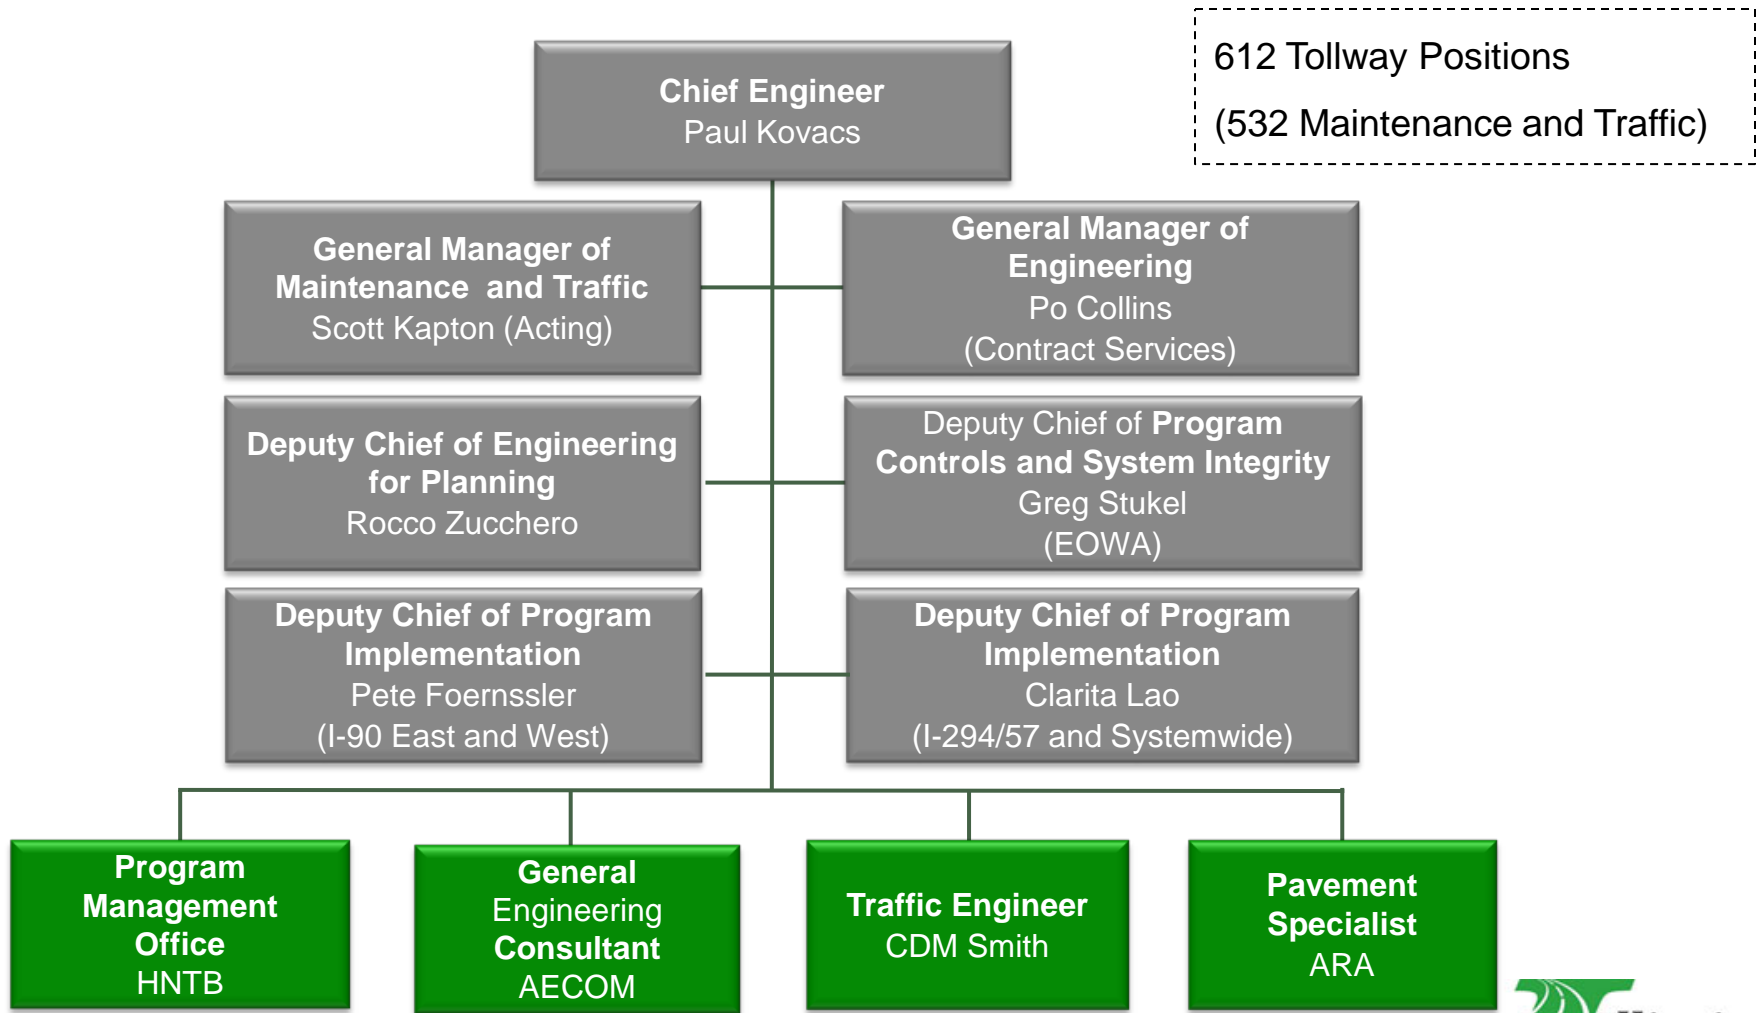 612 Tollway Positions
(532 Maintenance and Traffic)
Chief Engineer
Paul Kovacs
General Manager of
Maintenance and Traffic
Scott Kapton (Acting)
General Manager of
Engineering
Po Collins
(Contract Services)
Deputy Chief of Engineering
for Planning
Rocco Zucchero
Deputy Chief of Program
Controls and System Integrity
Greg Stukel
(EOWA)
Deputy Chief of Program
Implementation
Pete Foernssler
(I-90 East and West)
Deputy Chief of Program
Implementation
Clarita Lao
(I-294/57 and Systemwide)
Program
Management
Office
HNTB
General
Engineering
Consultant
AECOM
Traffic Engineer
CDM Smith
Pavement
Specialist
ARA